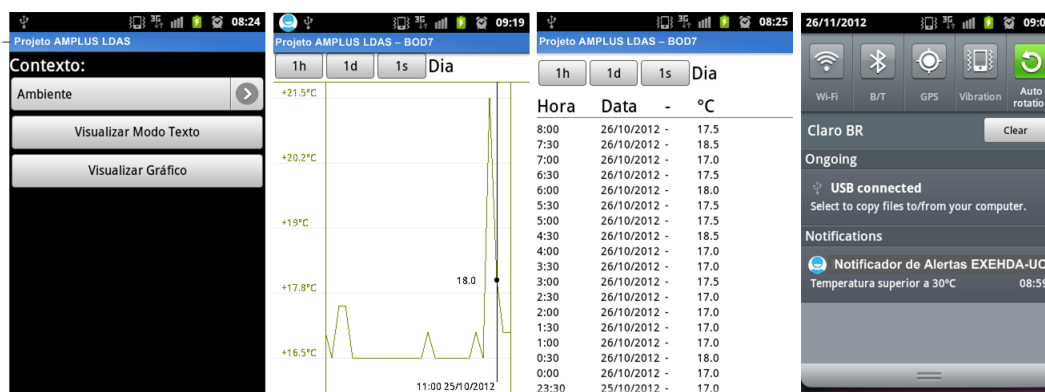 08:24
Projeto AMPLUS LDAS
Contexto:
Ambiente
Visualizar Modo Texto
Visualizar Gráfico
09:19
Projeto AMPLUS LDAS – BOD7
1h 1d 1s Dia
+21.5°C
+20.2°C
+19°C
18.0
+17.8°C
+16.5°C
11:00 25/10/2012
3G 08:25
Projeto AMPLUS LDAS – BOD7
1h 1d 1s Dia
Hora Data - °C
8:00 26/10/2012 - 17.5
7:30 26/10/2012 - 18.5
7:00 26/10/2012 - 17.0
6:30 26/10/2012 - 17.5
6:00 26/10/2012 - 18.0
5:30 26/10/2012 - 17.5
5:00 26/10/2012 - 17.5
4:30 26/10/2012 - 18.5
4:00 26/10/2012 - 17.0
3:30 26/10/2012 - 17.0
3:00 26/10/2012 - 17.5
2:30 26/10/2012 - 17.0
2:00 26/10/2012 - 17.0
1:30 26/10/2012 - 17.0
1:00 26/10/2012 - 17.0
0:30 26/10/2012 - 18.0
0:00 26/10/2012 - 17.0
23:30 25/10/2012 - 17.0
26/11/2012 3G 09:0
Wi-Fi B/T GPS Vibration Auto rotatio
Claro BR Clear
Ongoing
USB connected
Select to copy files to/from your computer.
Notifications
Notificador de Alertas EXEHDA-UC
Temperatura superior a 30°C 08:59